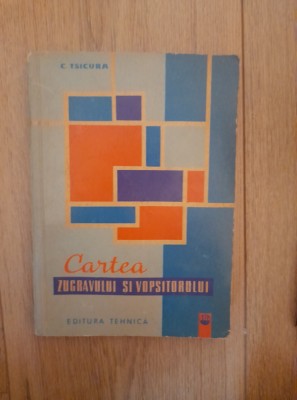 C. TSICURA
Cartea
ZUGRAVULUI ȘI VOPSITORULUI
EDITURA TEHNICA